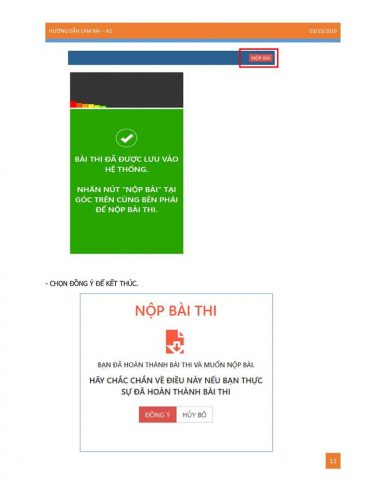 HƯỚNG DẪN LÀM BÀI – A2
03/15/2019
NỘP BÀI
BÀI THI ĐÃ ĐƯỢC LƯU VÀO
HỆ THỐNG.
NHẤN NÚT "NỘP BÀI" TẠI
GÓC TRÊN CÙNG BÊN PHẢI
ĐỂ NỘP BÀI THI.
- CHỌN ĐỒNG Ý ĐỂ KẾT THÚC.
NỘP BÀI THI
BẠN ĐÃ HOÀN THÀNH BÀI THI VÀ MUỐN NỘP BÀI.
HÃY CHẮC CHẮN VỀ ĐIỀU NÀY NẾU BẠN THỰC
SỰ ĐÃ HOÀN THÀNH BÀI THI
ĐỒNG Ý
HỦY BỎ
11